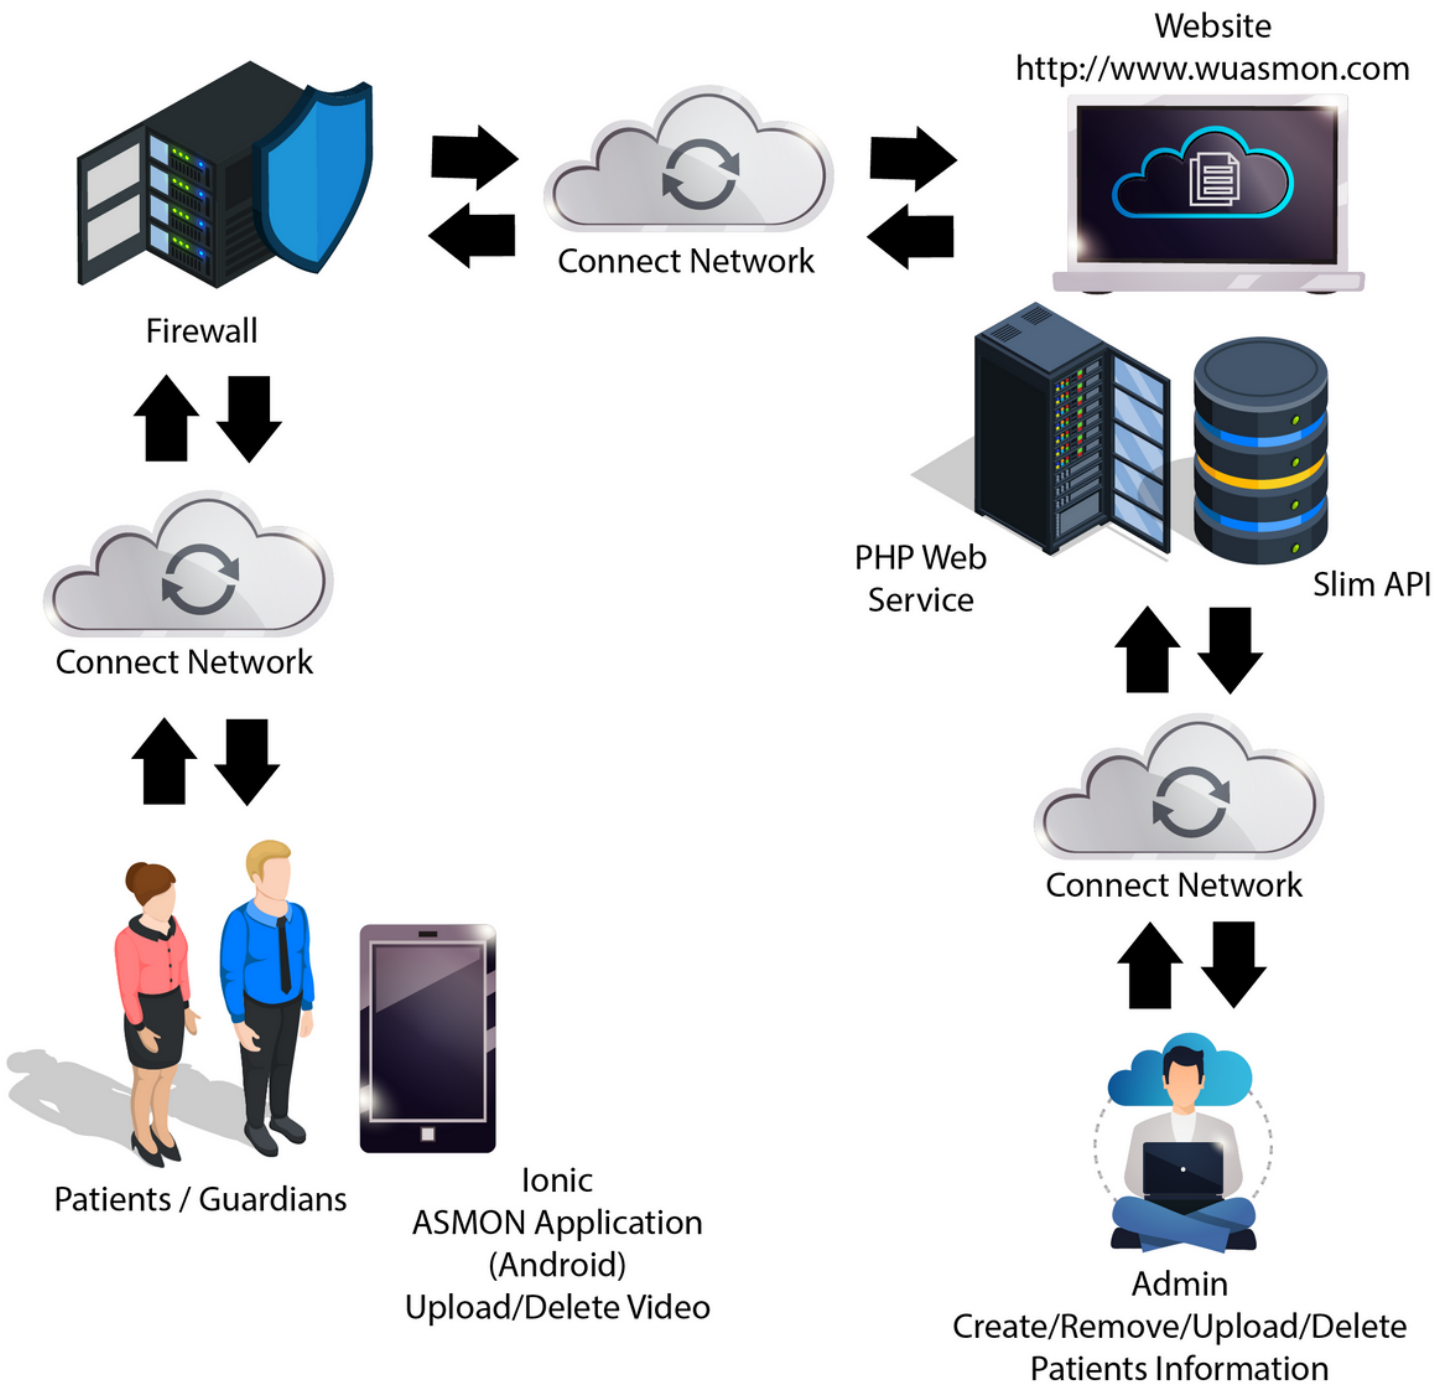 Website
http://www.wuasmon.com
Connect Network
Firewall
PHP Web
Service
Slim API
Connect Network
Connect Network
Patients / Guardians
Ionic
ASMON Application
(Android)
Upload/Delete Video
Admin
Create/Remove/Upload/Delete
Patients Information